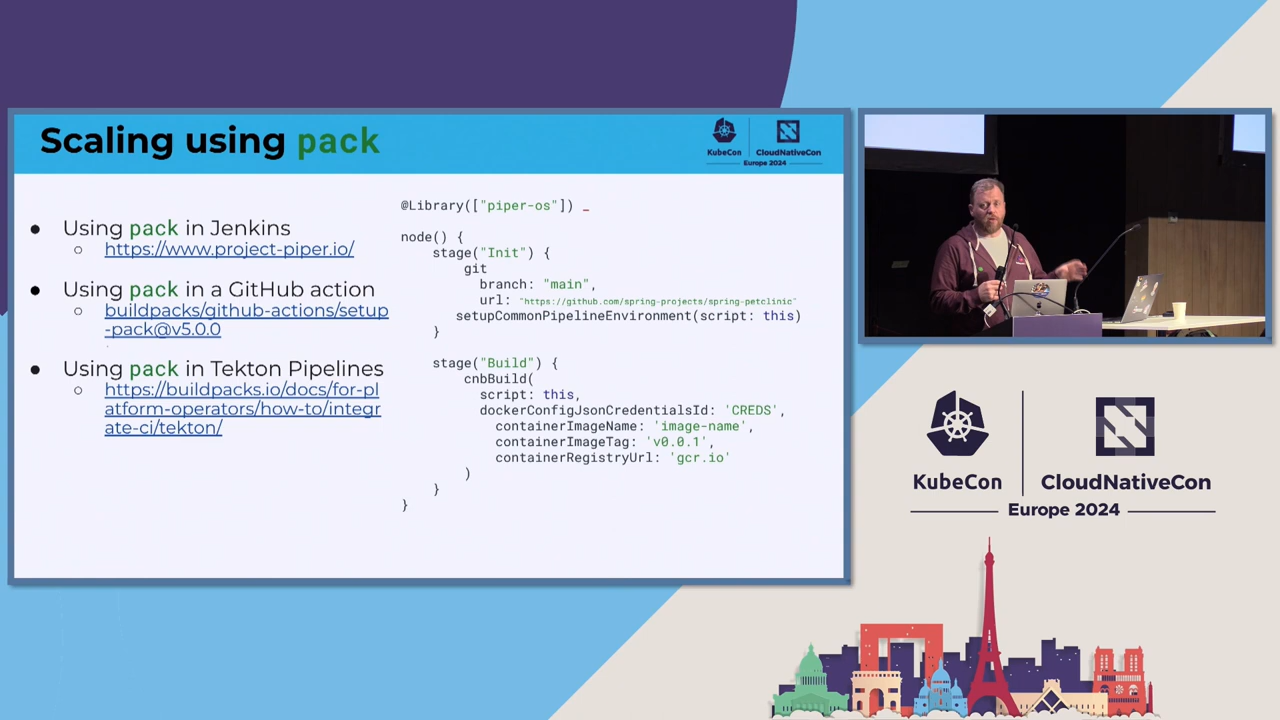 Scaling using pack
KubeCon
CloudNativeCon
Europe 2024
● Using pack in Jenkins
○ https://www.project-piper.io/
● Using pack in a GitHub action
○ buildpacks/github-actions/setup
-pack@v5.0.0
● Using pack in Tekton Pipelines
○ https://buildpacks.io/docs/for-pl
atform-operators/how-to/integr
ate-ci/tekton/
@Library(["piper-os"]) _
node() {
stage("Init") {
git
branch: "main",
url: "https://github.com/spring-projects/spring-petclinic"
setupCommonPipelineEnvironment(script: this)
}
stage("Build") {
cnbBuild(
script: this,
dockerConfigJsonCredentialsId: 'CREDS',
containerImageName: 'image-name',
containerImageTag: 'v0.0.1',
containerRegistryUrl: 'gcr.io'
)
}
}
KubeCon
CloudNativeCon
Europe 2024